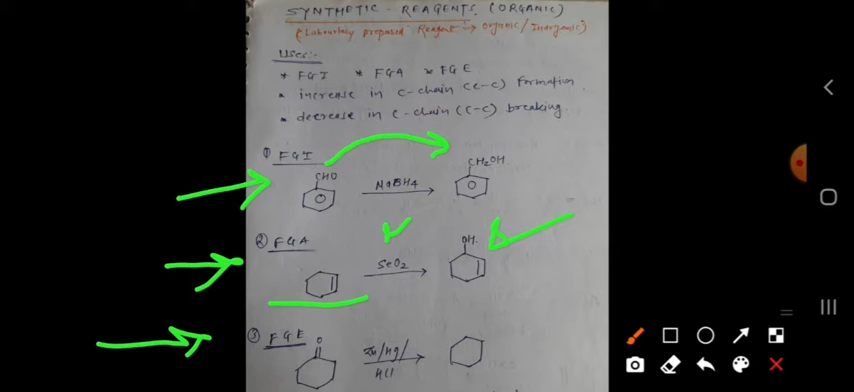 SYNTHETIC - REAGENTS (ORGANIC)
(Laboratory prepared Reagent → Organic / Inorganic)
Uses:-
* FGI * FGA * FGE
* increase in C-chain (C-C) Formation
* decrease in C-chain (C-C) breaking.
① FGI
CHO
NaBH4
CH2OH
② FGA
SeO2
OH
③ FGE
O
Zn/Hg/
HCl